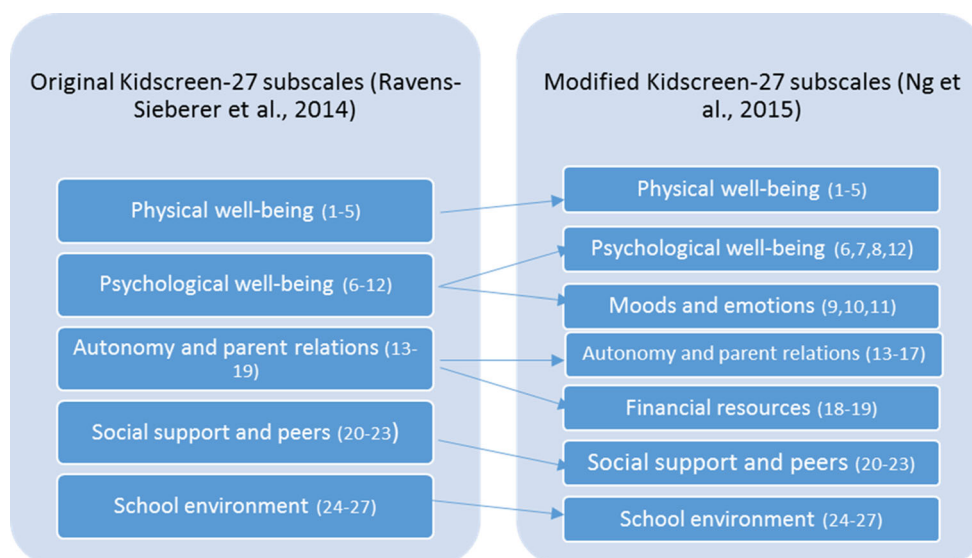 Original Kidscreen-27 subscales (Ravens-
Sieberer et al., 2014)
Physical well-being (1-5)
Psychological well-being (6-12)
Autonomy and parent relations (13-
19)
Social support and peers (20-23)
School environment (24-27)
Modified Kidscreen-27 subscales (Ng et
al., 2015)
Physical well-being (1-5)
Psychological well-being (6,7,8,12)
Moods and emotions (9,10,11)
Autonomy and parent relations (13-17)
Financial resources (18-19)
Social support and peers (20-23)
School environment (24-27)